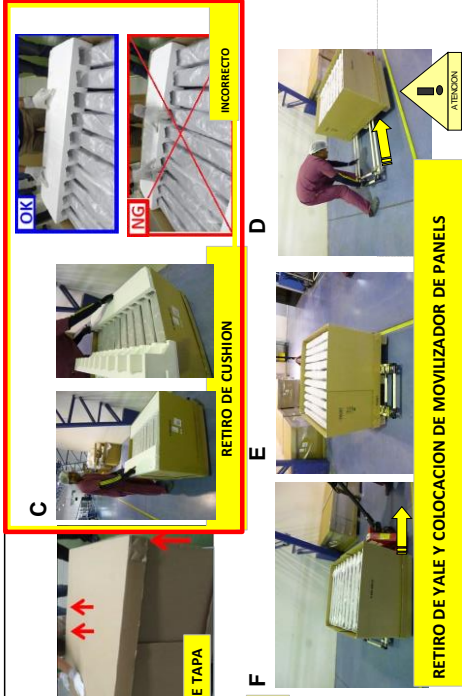 C
OK
NG
INCORRECTO
RETIRO DE CUSHION
E TAPA
F
E
D
ATENCION
RETIRO DE YALE Y COLOCACION DE MOVILIZADOR DE PANELS